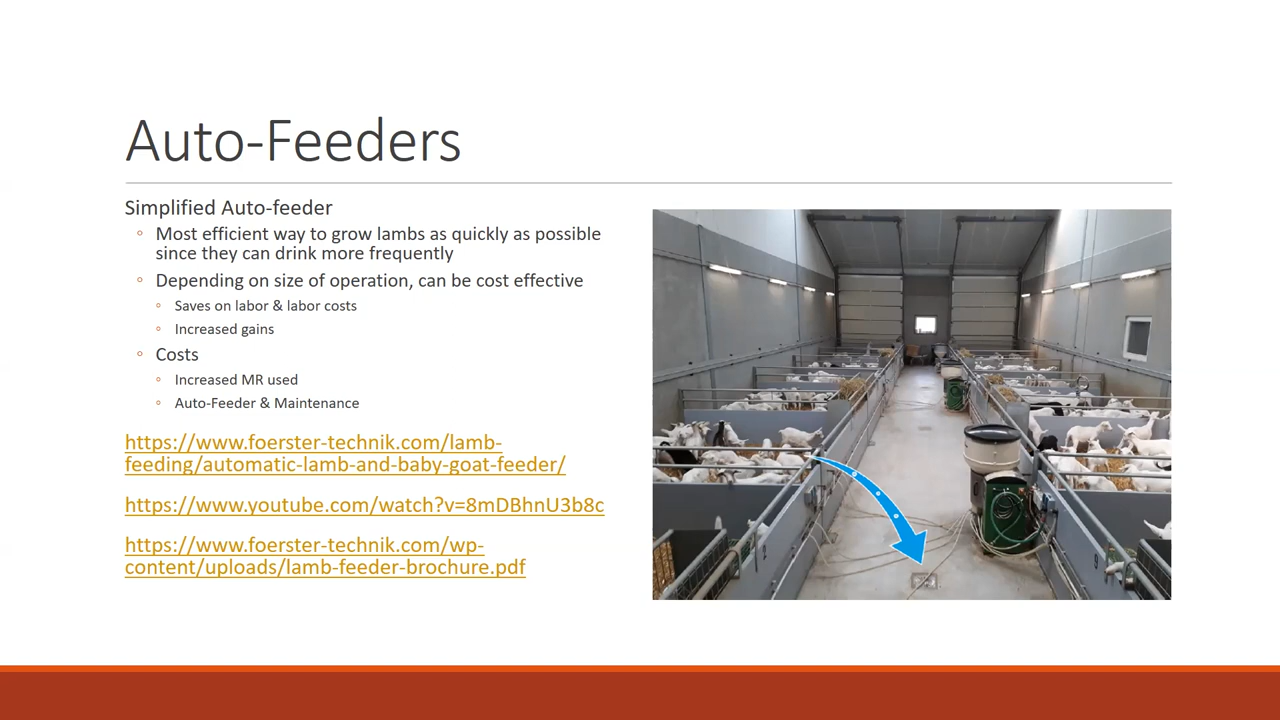 Auto-Feeders
Simplified Auto-feeder
Most efficient way to grow lambs as quickly as possible
since they can drink more frequently
Depending on size of operation, can be cost effective
Saves on labor & labor costs
Increased gains
Costs
Increased MR used
Auto-Feeder & Maintenance
https://www.foerster-technik.com/lamb-
feeding/automatic-lamb-and-baby-goat-feeder/
https://www.youtube.com/watch?v=8mDBhnU3b8c
https://www.foerster-technik.com/wp-
content/uploads/lamb-feeder-brochure.pdf